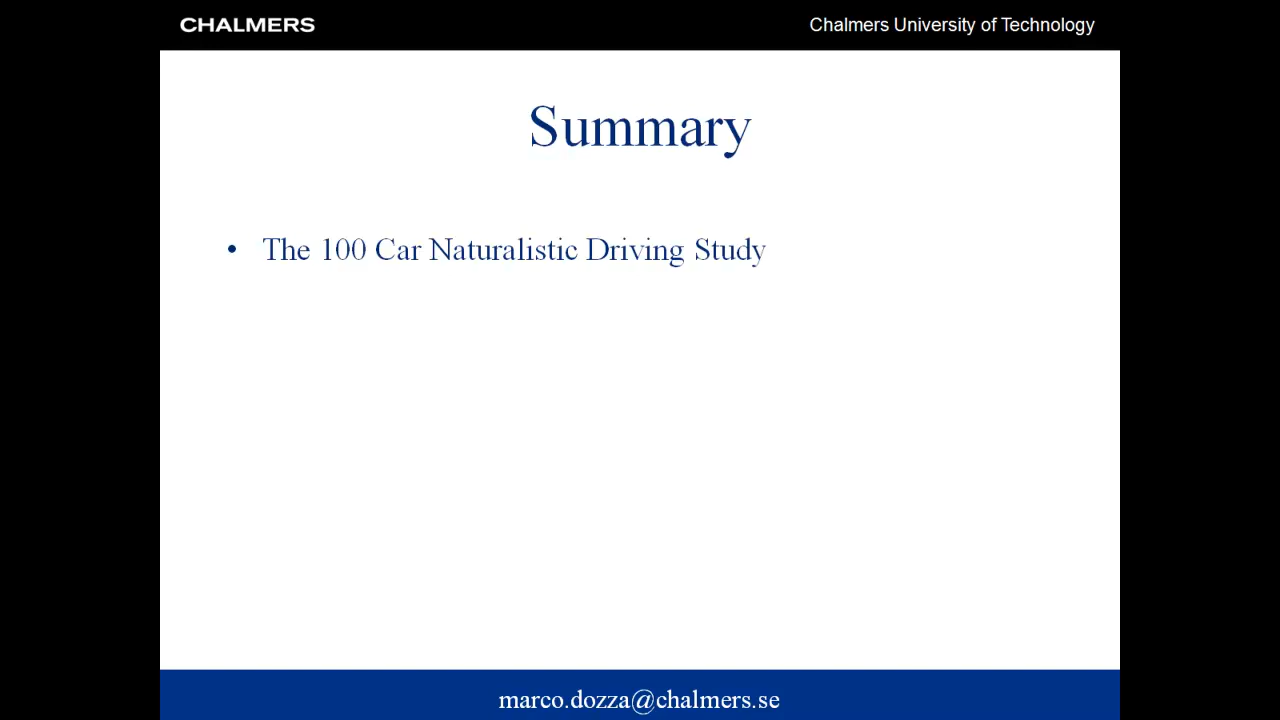 CHALMERS
Chalmers University of Technology
Summary
• The 100 Car Naturalistic Driving Study
marco.dozza@chalmers.se